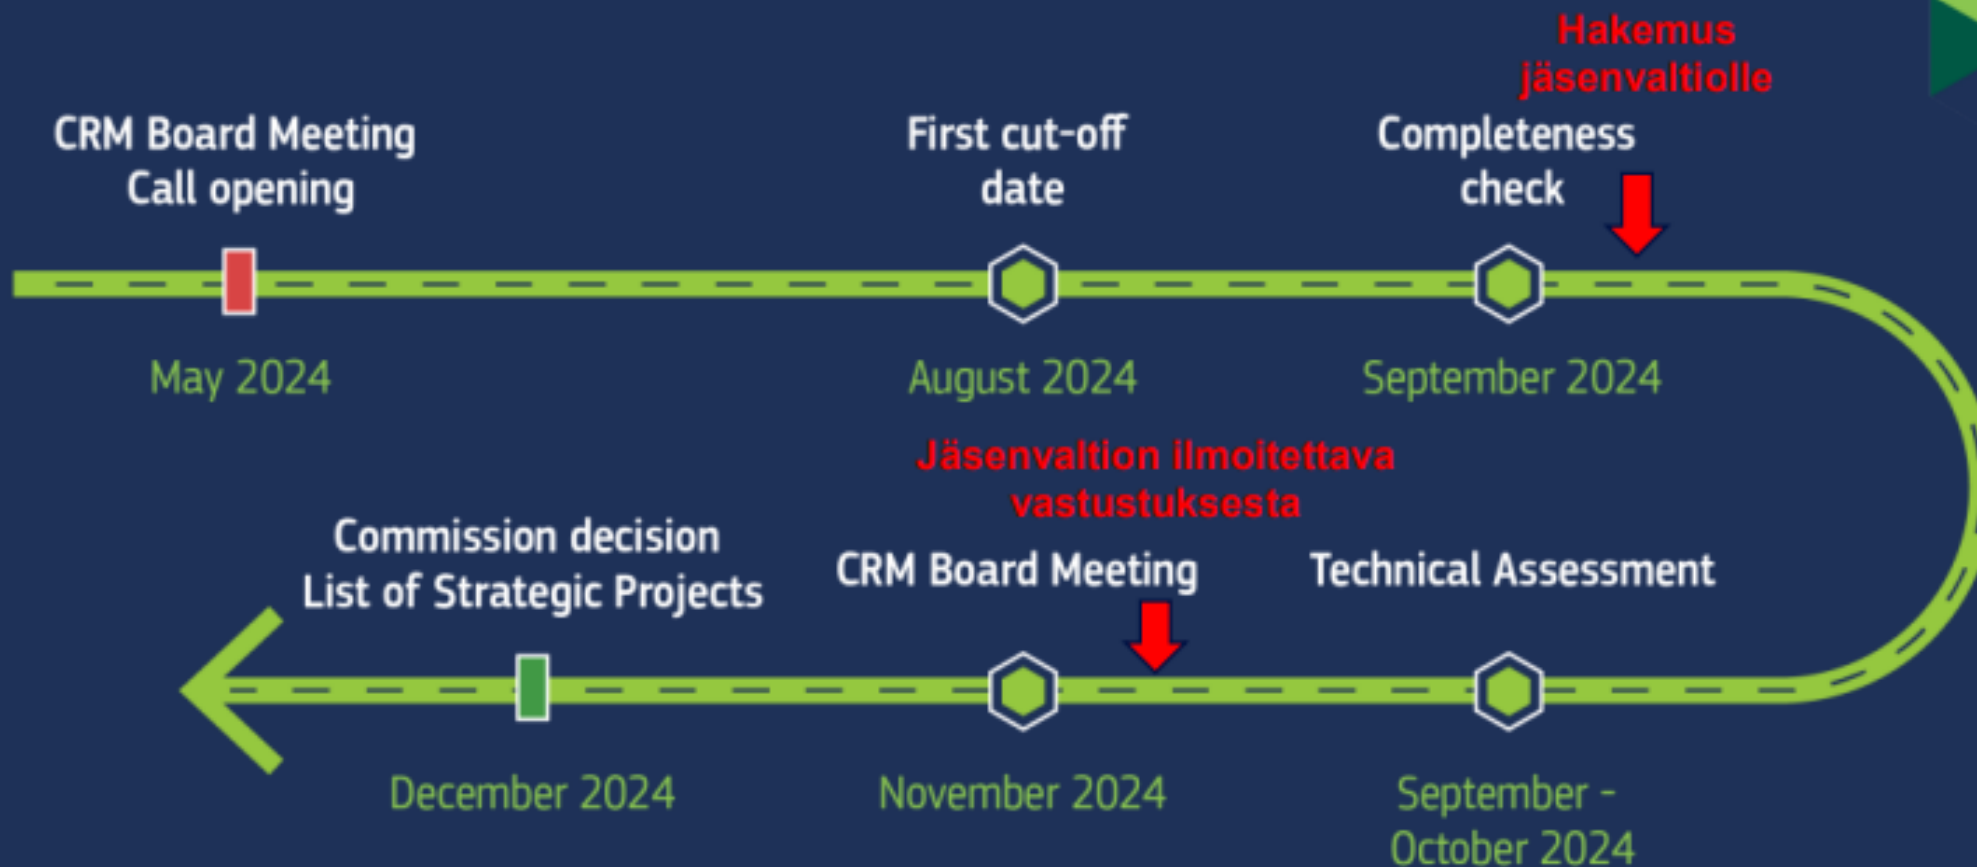 Hakemus
jäsenvaltiolle
CRM Board Meeting
Call opening
First cut-off
date
Completeness
check
May 2024
August 2024
September 2024
Jäsenvaltion ilmoitettava
vastustuksesta
Commission decision
List of Strategic Projects
CRM Board Meeting
Technical Assessment
December 2024
November 2024
September -
October 2024